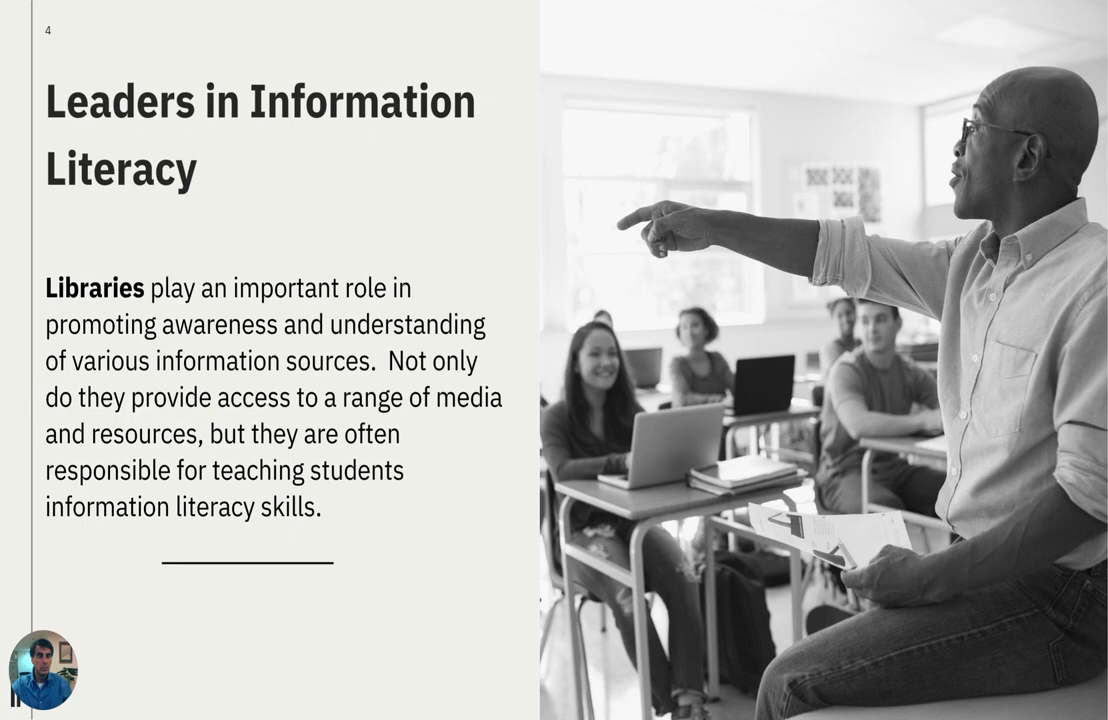 4
Leaders in Information
Literacy
Libraries play an important role in
promoting awareness and understanding
of various information sources.  Not only
do they provide access to a range of media
and resources, but they are often
responsible for teaching students
information literacy skills.